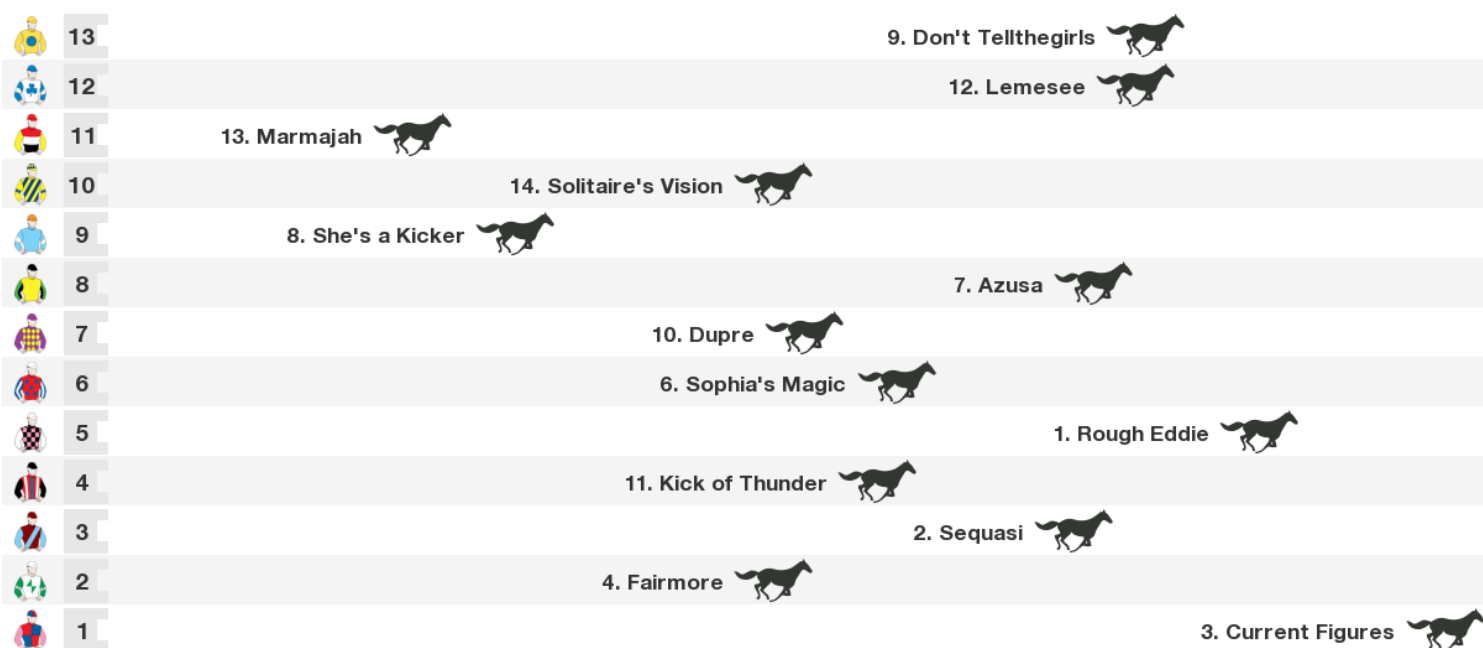 13 9. Don't Tellthegirls
12 12. Lemesee
11 13. Marmajah
10 14. Solitaire's Vision
9 8. She's a Kicker
8 7. Azusa
7 10. Dupre
6 6. Sophia's Magic
5 1. Rough Eddie
4 11. Kick of Thunder
3 2. Sequasi
2 4. Fairmore
1 3. Current Figures